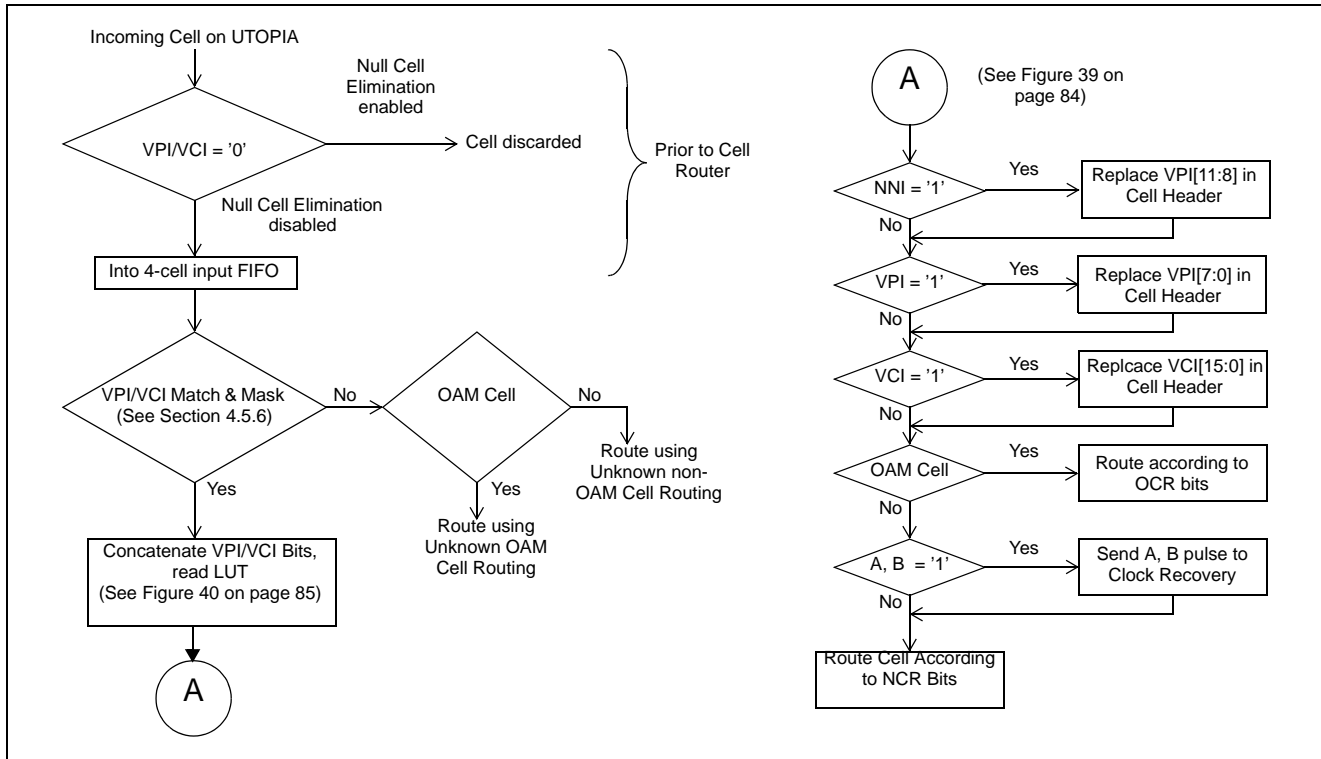 Incoming Cell on UTOPIA
Null Cell
Elimination
enabled
VPI/VCI = '0'
Cell discarded
Prior to Cell
Router
Null Cell Elimination
disabled
Into 4-cell input FIFO
VPI/VCI Match & Mask
(See Section 4.5.6)
No
OAM Cell
No
Route using
Unknown non-
OAM Cell Routing
Yes
Route using
Unknown OAM
Cell Routing
Yes
Concatenate VPI/VCI Bits,
read LUT
(See Figure 40 on page 85)
A
A
(See Figure 39 on
page 84)
NNI = '1'
Yes
Replace VPI[11:8] in
Cell Header
No
VPI = '1'
Yes
Replace VPI[7:0] in
Cell Header
No
VCI = '1'
Yes
Replcace VCI[15:0] in
Cell Header
No
OAM Cell
Yes
Route according to
OCR bits
No
A, B = '1'
Yes
Send A, B pulse to
Clock Recovery
No
Route Cell According
to NCR Bits